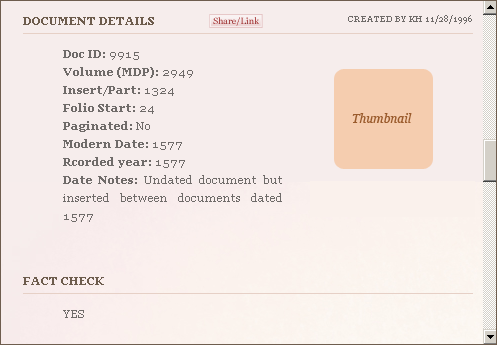 DOCUMENT DETAILS Share/Link CREATED BY KH 11/28/1996
Doc ID: 9915
Volume (MDP): 2949
Insert/Part: 1324
Folio Start: 24
Paginated: No
Modern Date: 1577
Rcorded year: 1577
Date Notes: Undated document but
inserted between documents dated
1577
Thumbnail
FACT CHECK
YES